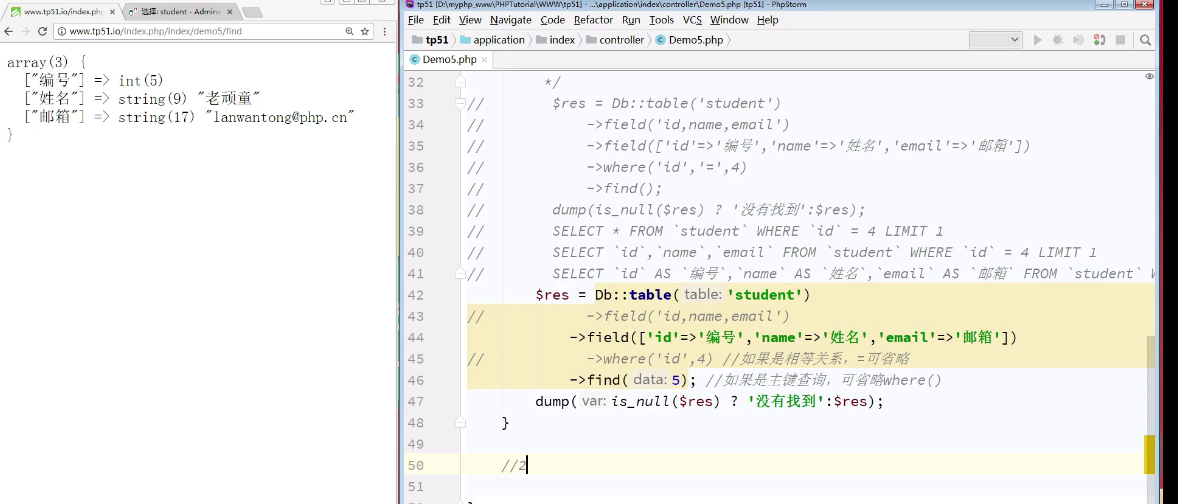 www.tp51.io/index.php/
选择: student - Admine
www.tp51.io/index.php/index/demo5/find
array(3) {
["编号"] => int(5)
["姓名"] => string(9) "老顽童"
["邮箱"] => string(17) "lanwantong@php.cn"
}
tp51 [D:\myphp_www\PHPTutorial\WWW\tp51] - ...\application\index\controller\Demo5.php [tp51] - PhpStorm
File Edit View Navigate Code Refactor Run Tools VCS Window Help
tp51 application index controller Demo5.php
Demo5.php
32 */
33 // $res = Db::table('student')
34 // ->field('id,name,email')
35 // ->field(['id'=>'编号','name'=>'姓名','email'=>'邮箱'])
36 // ->where('id','=',4)
37 // ->find();
38 // dump(is_null($res) ? '没有找到':$res);
39 // SELECT * FROM `student` WHERE `id` = 4 LIMIT 1
40 // SELECT `id`,`name`,`email` FROM `student` WHERE `id` = 4 LIMIT 1
41 // SELECT `id` AS `编号`,`name` AS `姓名`,`email` AS `邮箱` FROM `student` W
42 $res = Db::table( table: 'student')
43 // ->field('id,name,email')
44 ->field(['id'=>'编号','name'=>'姓名','email'=>'邮箱'])
45 // ->where('id',4) //如果是相等关系，=可省略
46 ->find( data: 5); //如果是主键查询，可省略where()
47 dump( var: is_null($res) ? '没有找到':$res);
48 }
49
50 //2
51